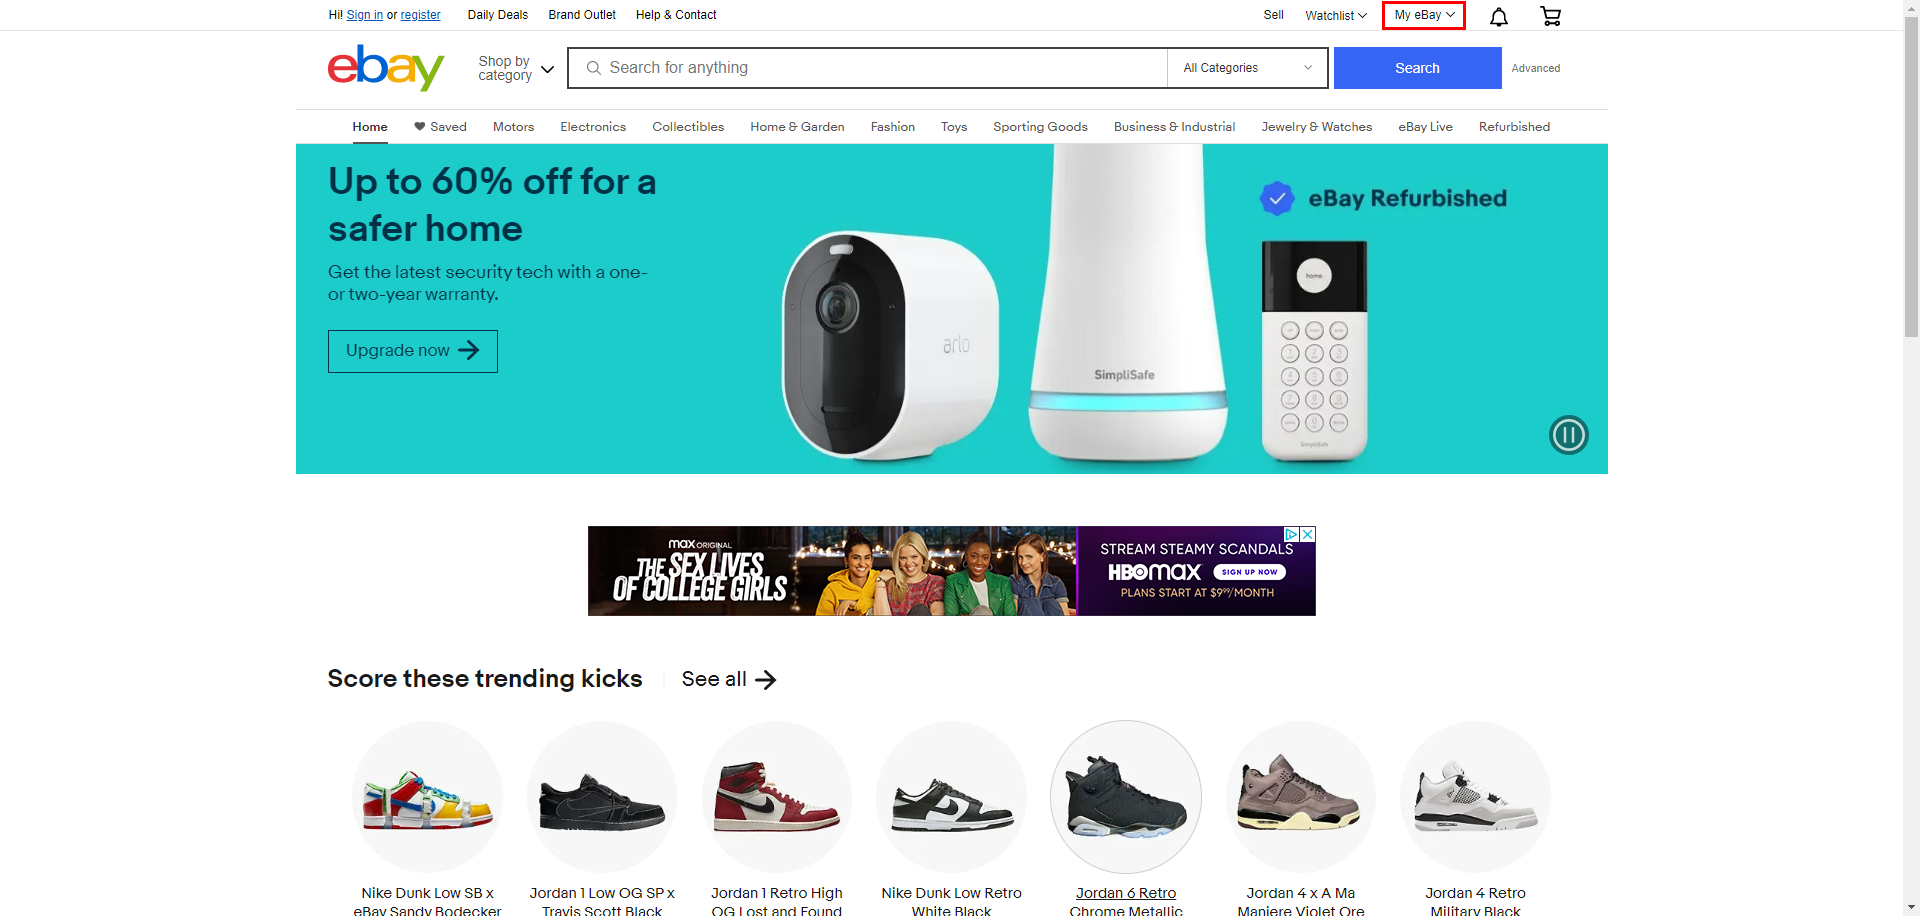 Hi! Sign in or register
Daily Deals
Brand Outlet
Help & Contact
Sell
Watchlist
My eBay
ebay
Shop by
category
Search for anything
All Categories
Search
Advanced
Home
Saved
Motors
Electronics
Collectibles
Home & Garden
Fashion
Toys
Sporting Goods
Business & Industrial
Jewelry & Watches
eBay Live
Refurbished
Up to 60% off for a
safer home
Get the latest security tech with a one-
or two-year warranty.
Upgrade now
arlo
SimpliSafe
eBay Refurbished
home
SimpliSafe
max ORIGINAL
THE SEX LIVES
OF COLLEGE GIRLS
STREAM STEAMY SCANDALS
HBOmax SIGN UP NOW
PLANS START AT $9.99/MONTH
Score these trending kicks
See all
Nike Dunk Low SB x
eBay Sandy Bodecker
Jordan 1 Low OG SP x
Travis Scott Black
Jordan 1 Retro High
OG Lost and Found
Nike Dunk Low Retro
White Black
Jordan 6 Retro
Chrome Metallic
Jordan 4 x A Ma
Maniere Violet Ore
Jordan 4 Retro
Military Black